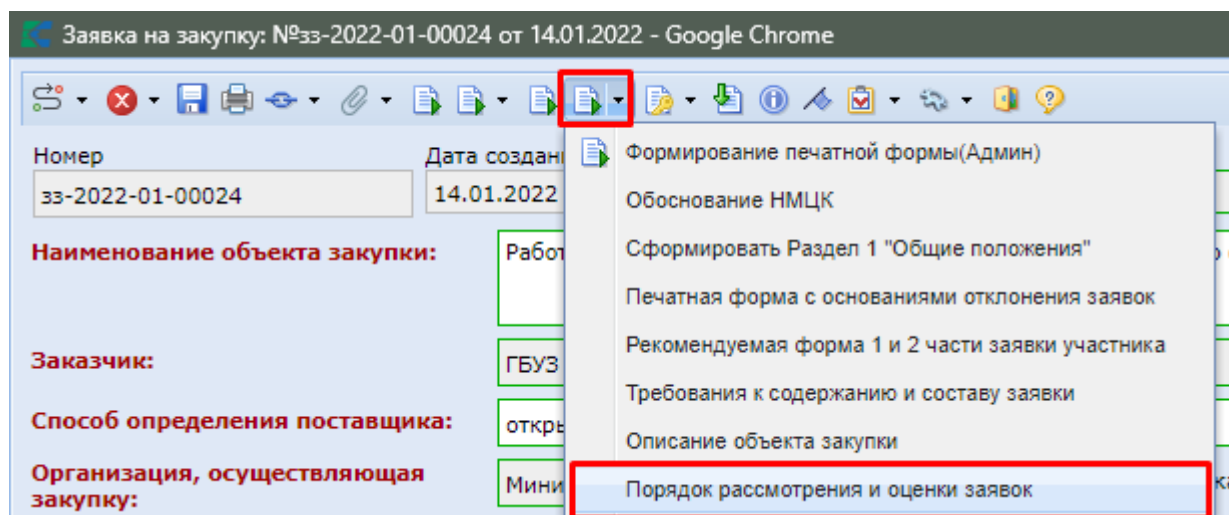 Заявка на закупку: №зз-2022-01-00024 от 14.01.2022 - Google Chrome
Номер
Дата создан
зз-2022-01-00024
14.01.2022
Формирование печатной формы(Админ)
Обоснование НМЦК
Наименование объекта закупки:
Работ
Сформировать Раздел 1 "Общие положения"
Печатная форма с основаниями отклонения заявок
Рекомендуемая форма 1 и 2 части заявки участника
Заказчик:
ГБУЗ
Требования к содержанию и составу заявки
Способ определения поставщика:
откры
Описание объекта закупки
Организация, осуществляющая
закупку:
Мини
Порядок рассмотрения и оценки заявок